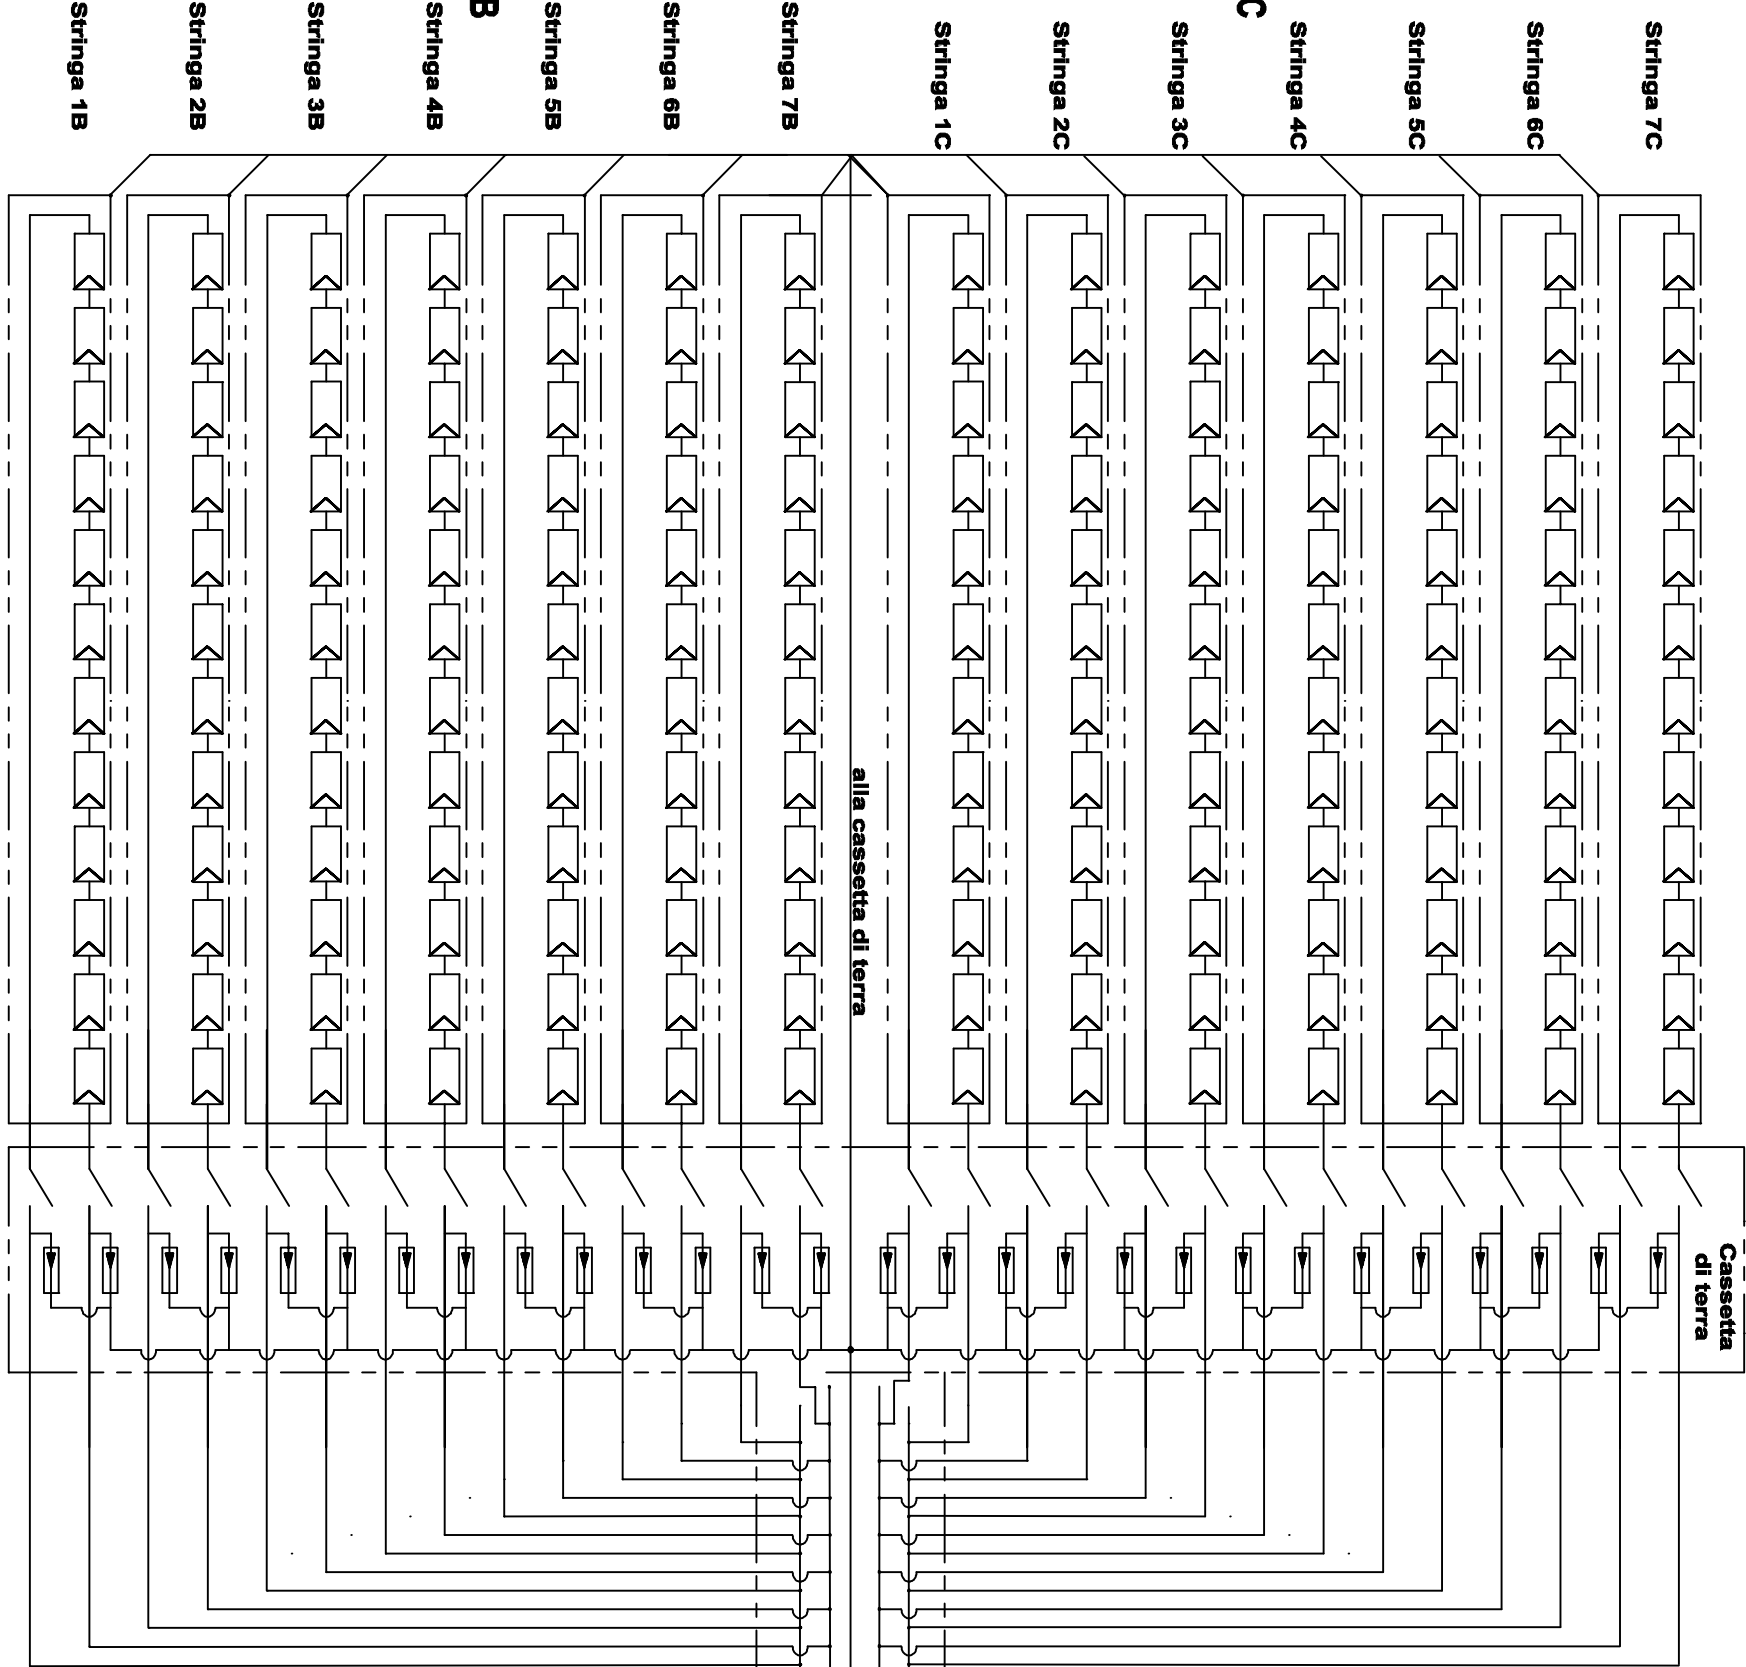 B
C
Stringa 1B
Stringa 2B
Stringa 3B
Stringa 4B
Stringa 5B
Stringa 6B
Stringa 7B
Stringa 1C
Stringa 2C
Stringa 3C
Stringa 4C
Stringa 5C
Stringa 6C
Stringa 7C
alla cassetta di terra
Cassetta
di terra